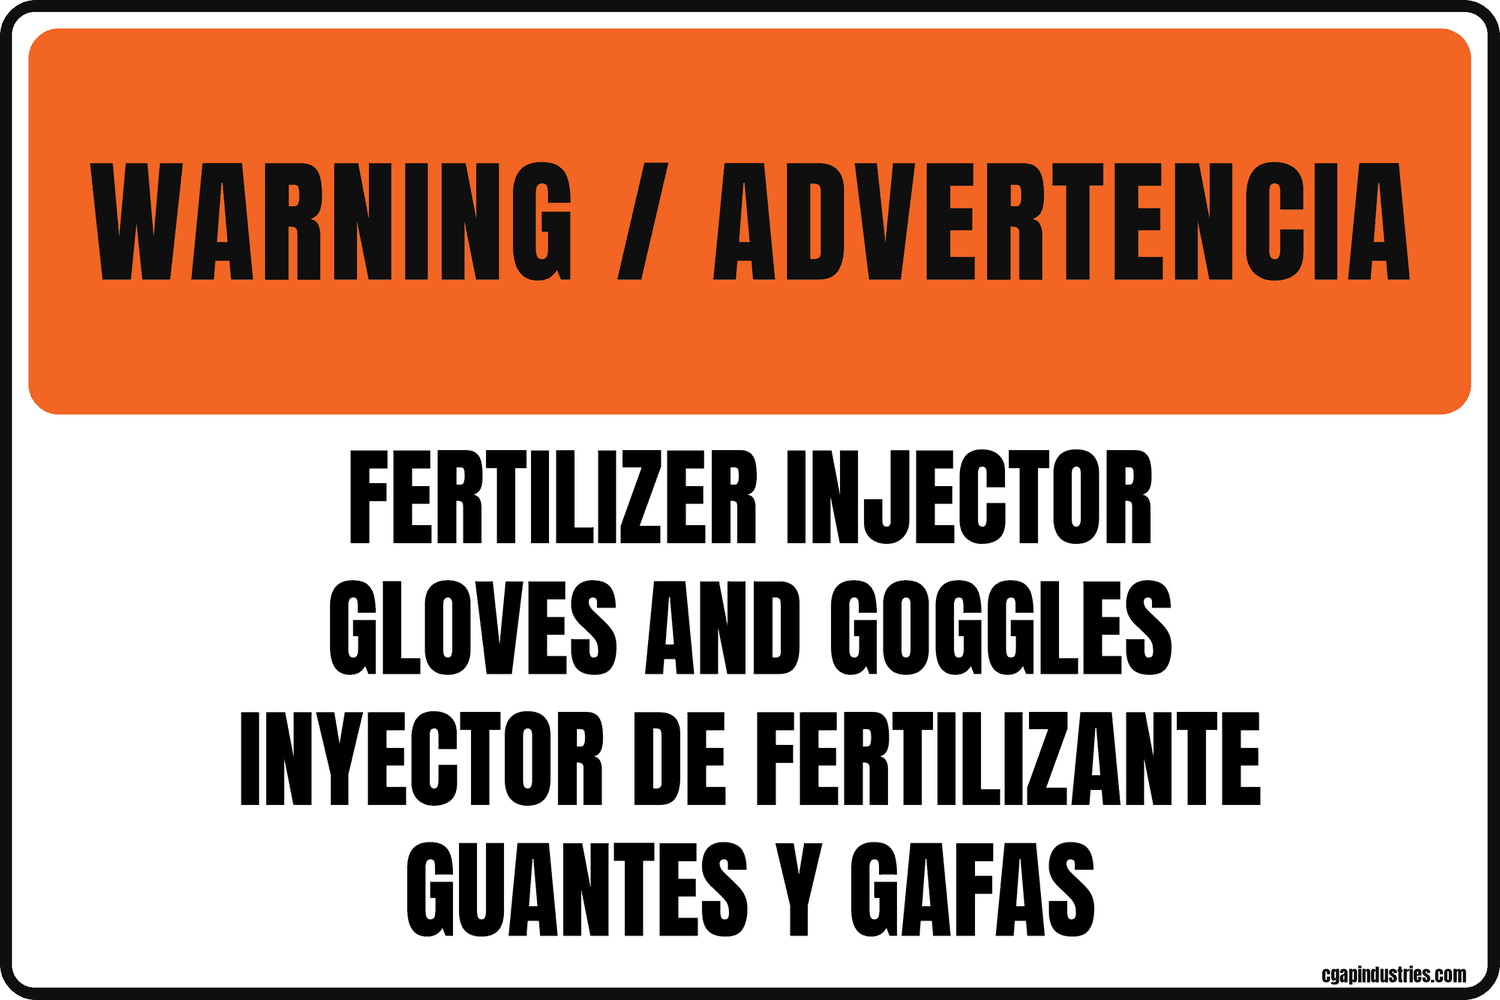 WARNING / ADVERTENCIA
FERTILIZER INJECTOR
GLOVES AND GOGGLES
INYECTOR DE FERTILIZANTE
GUANTES Y GAFAS
cgapindustries.com